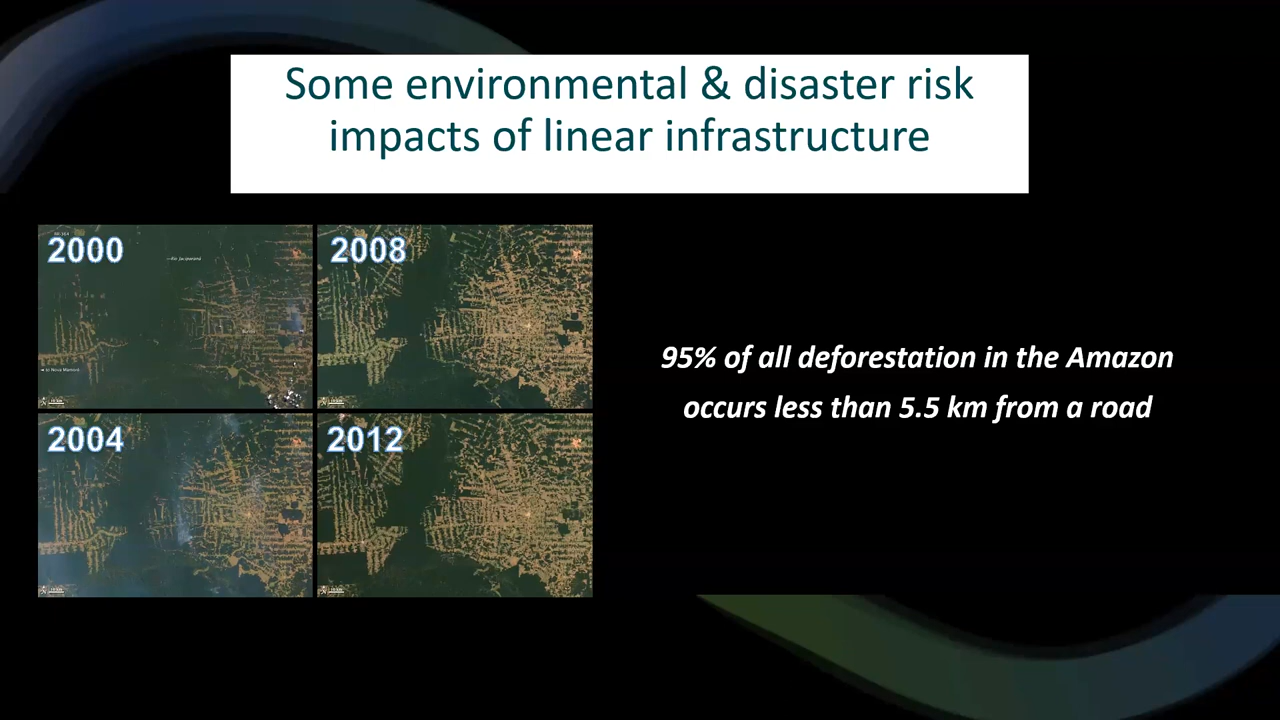 Some environmental & disaster risk
impacts of linear infrastructure
2000
2008
2004
2012
95% of all deforestation in the Amazon
occurs less than 5.5 km from a road